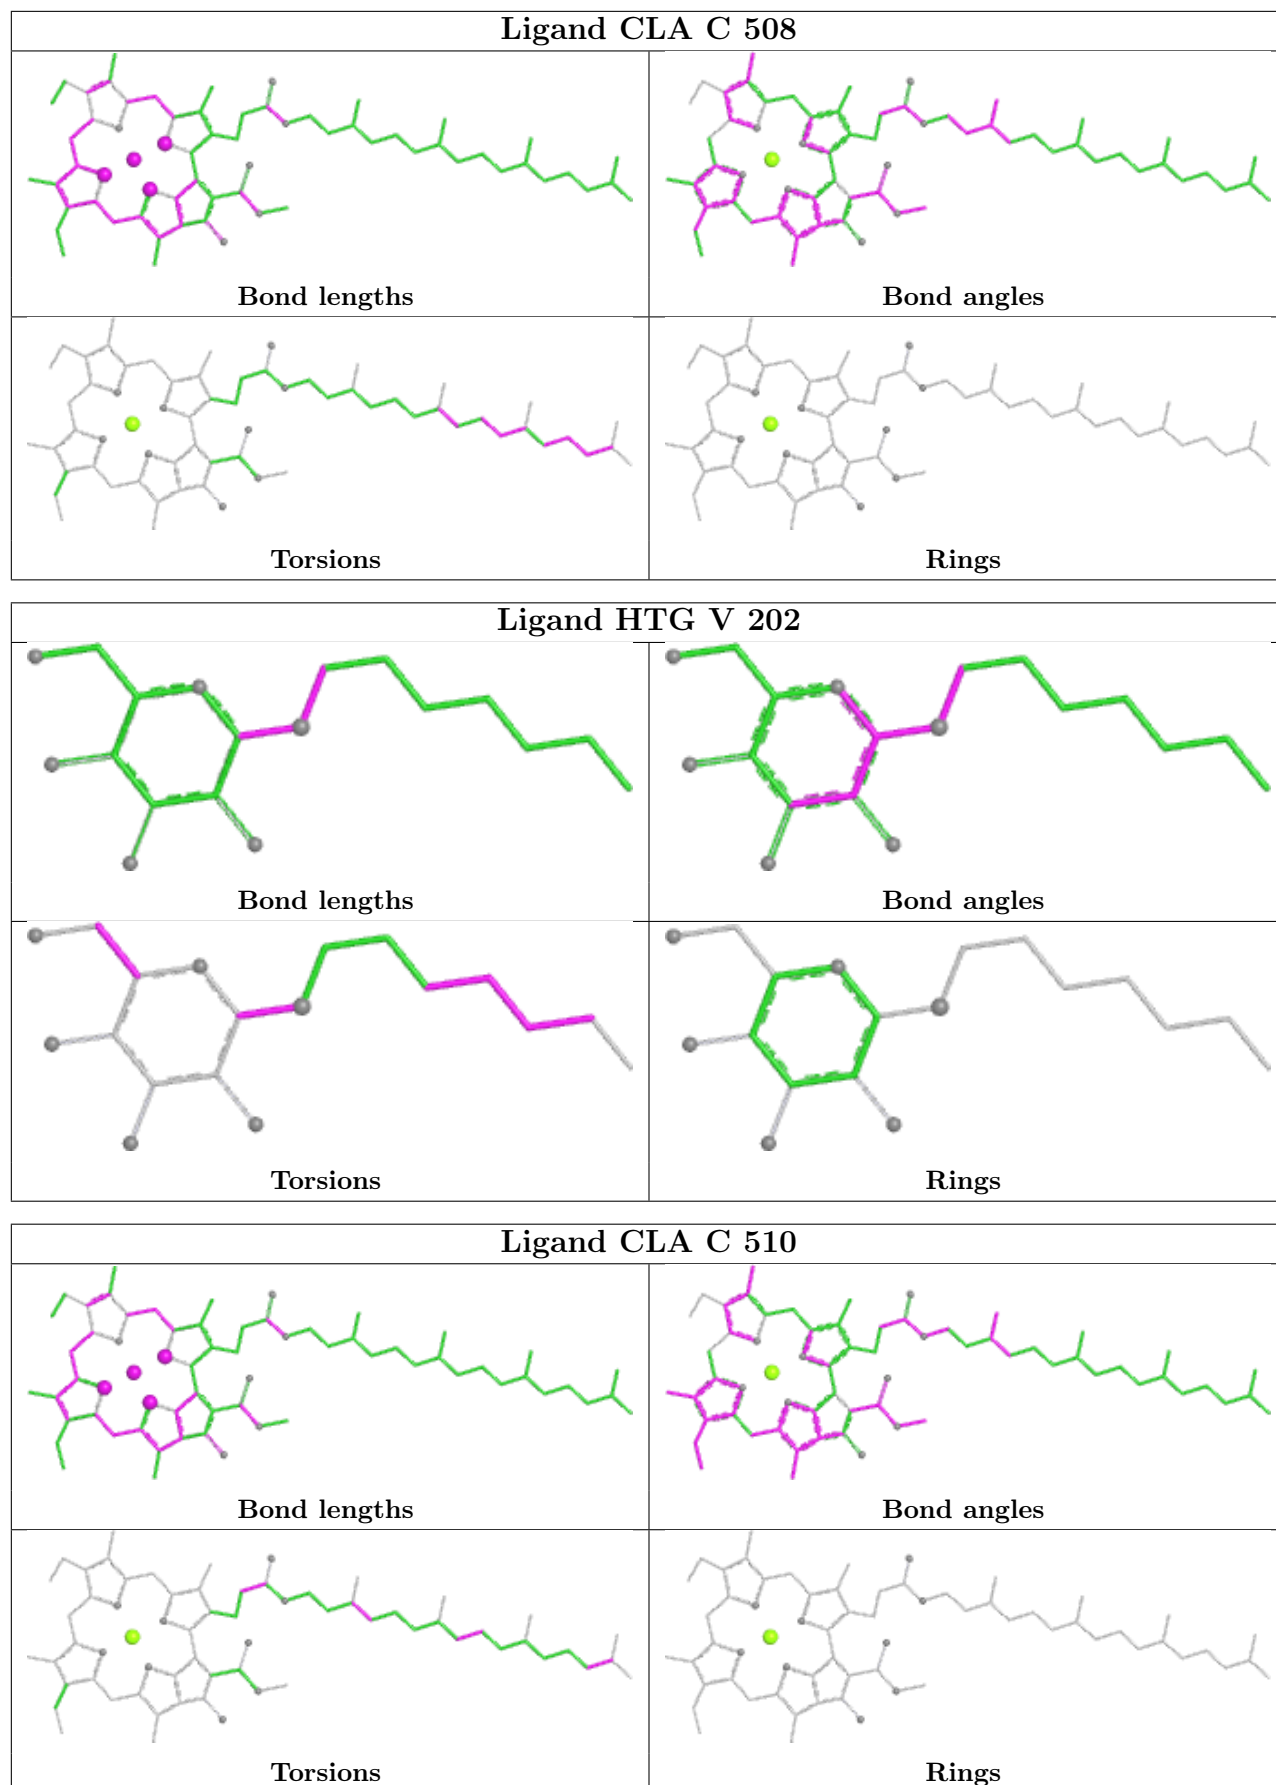 Ligand CLA C 508
Bond lengths
Bond angles
Torsions
Rings
Ligand HTG V 202
Bond lengths
Bond angles
Torsions
Rings
Ligand CLA C 510
Bond lengths
Bond angles
Torsions
Rings